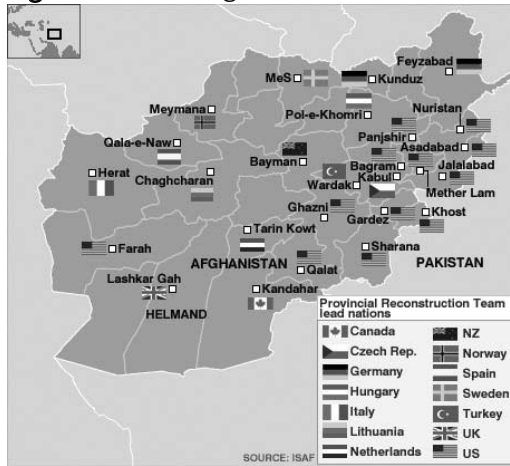 Feyzabad
MeS
Kunduz
Meymana
Pol-e-Khomri
Nuristan
Panjshir
Qala-e-Naw
Asadabad
Bayman
Bagram
Jalalabad
Herat
Kabul
Chaghcharan
Wardak
Mether Lam
Ghazni
Gardez
Khost
Tarin Kowt
Farah
Sharana
AFGHANISTAN
PAKISTAN
Qalat
Lashkar Gah
Kandahar
HELMAND
Provincial Reconstruction Team
lead nations
Canada
Czech Rep.
Germany
Hungary
Italy
Lithuania
Netherlands
NZ
Norway
Spain
Sweden
Turkey
UK
US
SOURCE: ISAF